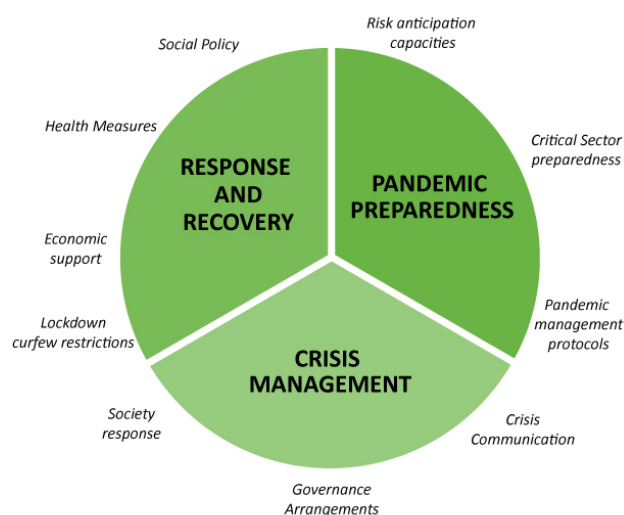 Risk anticipation
capacities
Social Policy
Health Measures
Critical Sector
preparedness
RESPONSE
AND
RECOVERY
PANDEMIC
PREPAREDNESS
Economic
support
Pandemic
management
protocols
Lockdown
curfew restrictions
CRISIS
MANAGEMENT
Society
response
Crisis
Communication
Governance
Arrangements